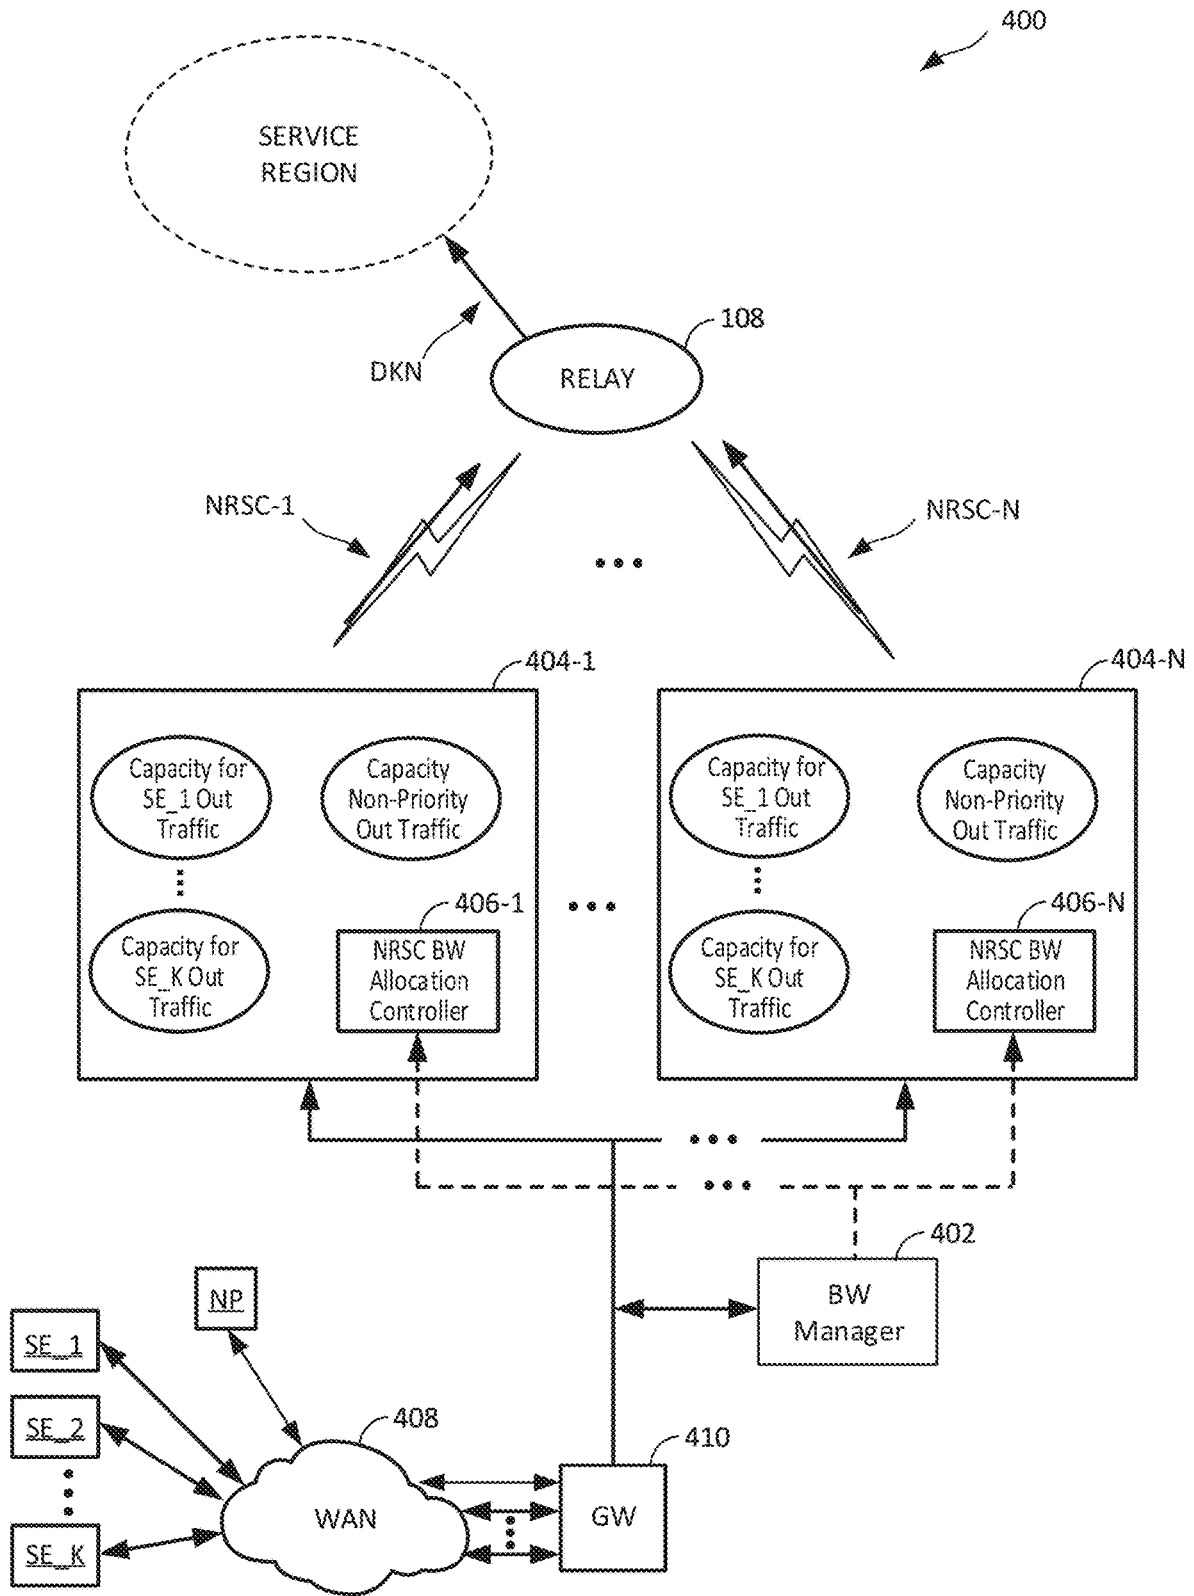 400
SERVICE
REGION
108
DKN
RELAY
NRSC-1
NRSC-N
404-1
404-N
Capacity for
SE_1 Out
Traffic
Capacity
Non-Priority
Out Traffic
Capacity for
SE_1 Out
Traffic
Capacity
Non-Priority
Out Traffic
406-1
406-N
Capacity for
SE_K Out
Traffic
NRSC BW
Allocation
Controller
Capacity for
SE_K Out
Traffic
NRSC BW
Allocation
Controller
402
BW
Manager
NP
SE_1
SE_2
SE_K
408
WAN
410
GW